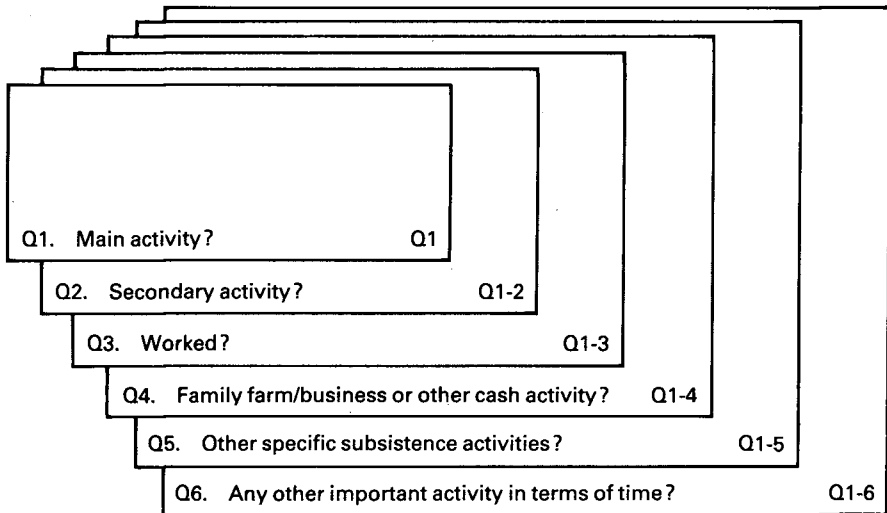 Q1. Main activity? Q1
Q2. Secondary activity? Q1-2
Q3. Worked? Q1-3
Q4. Family farm/business or other cash activity? Q1-4
Q5. Other specific subsistence activities? Q1-5
Q6. Any other important activity in terms of time? Q1-6